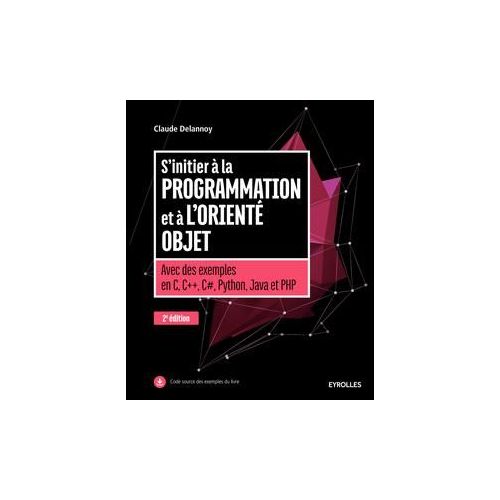 Claude Delannoy
S'initier à la
PROGRAMMATION
et à L'ORIENTÉ
OBJET
Avec des exemples
en C, C++, C#, Python, Java et PHP
2e édition
Code source des exemples du livre
EYROLLES